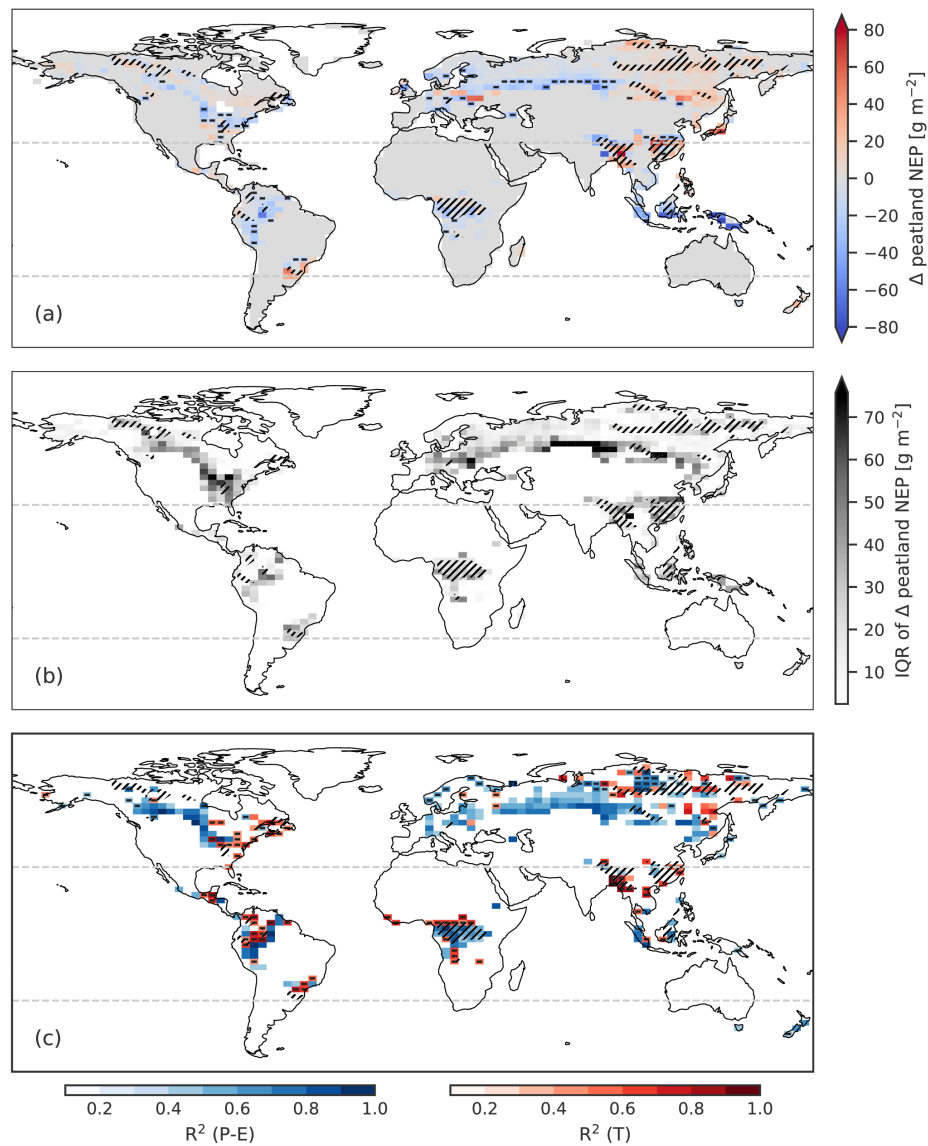 (a)
80
60
40
20
0
−20
−40
−60
−80
Δ peatland NEP [g m⁻²]
(b)
70
60
50
40
30
20
10
IQR of Δ peatland NEP [g m⁻²]
(c)
0.2 0.4 0.6 0.8 1.0
R² (P-E)
0.2 0.4 0.6 0.8 1.0
R² (T)